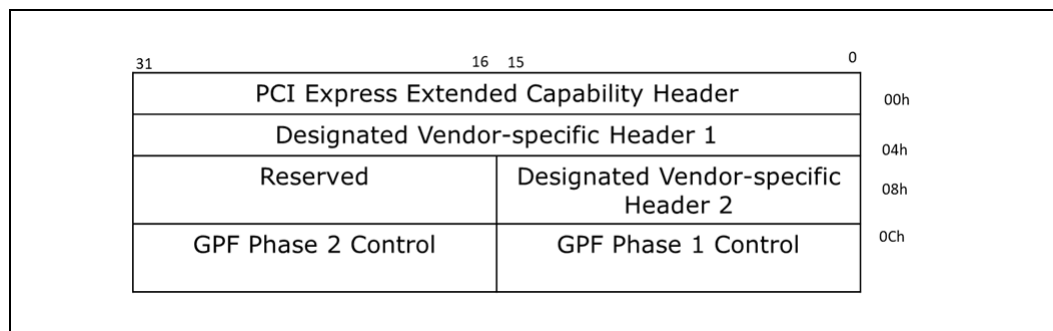 31 16 15 0
PCI Express Extended Capability Header 00h
Designated Vendor-specific Header 1 04h
Reserved Designated Vendor-specific 08h
Header 2
GPF Phase 2 Control GPF Phase 1 Control 0Ch